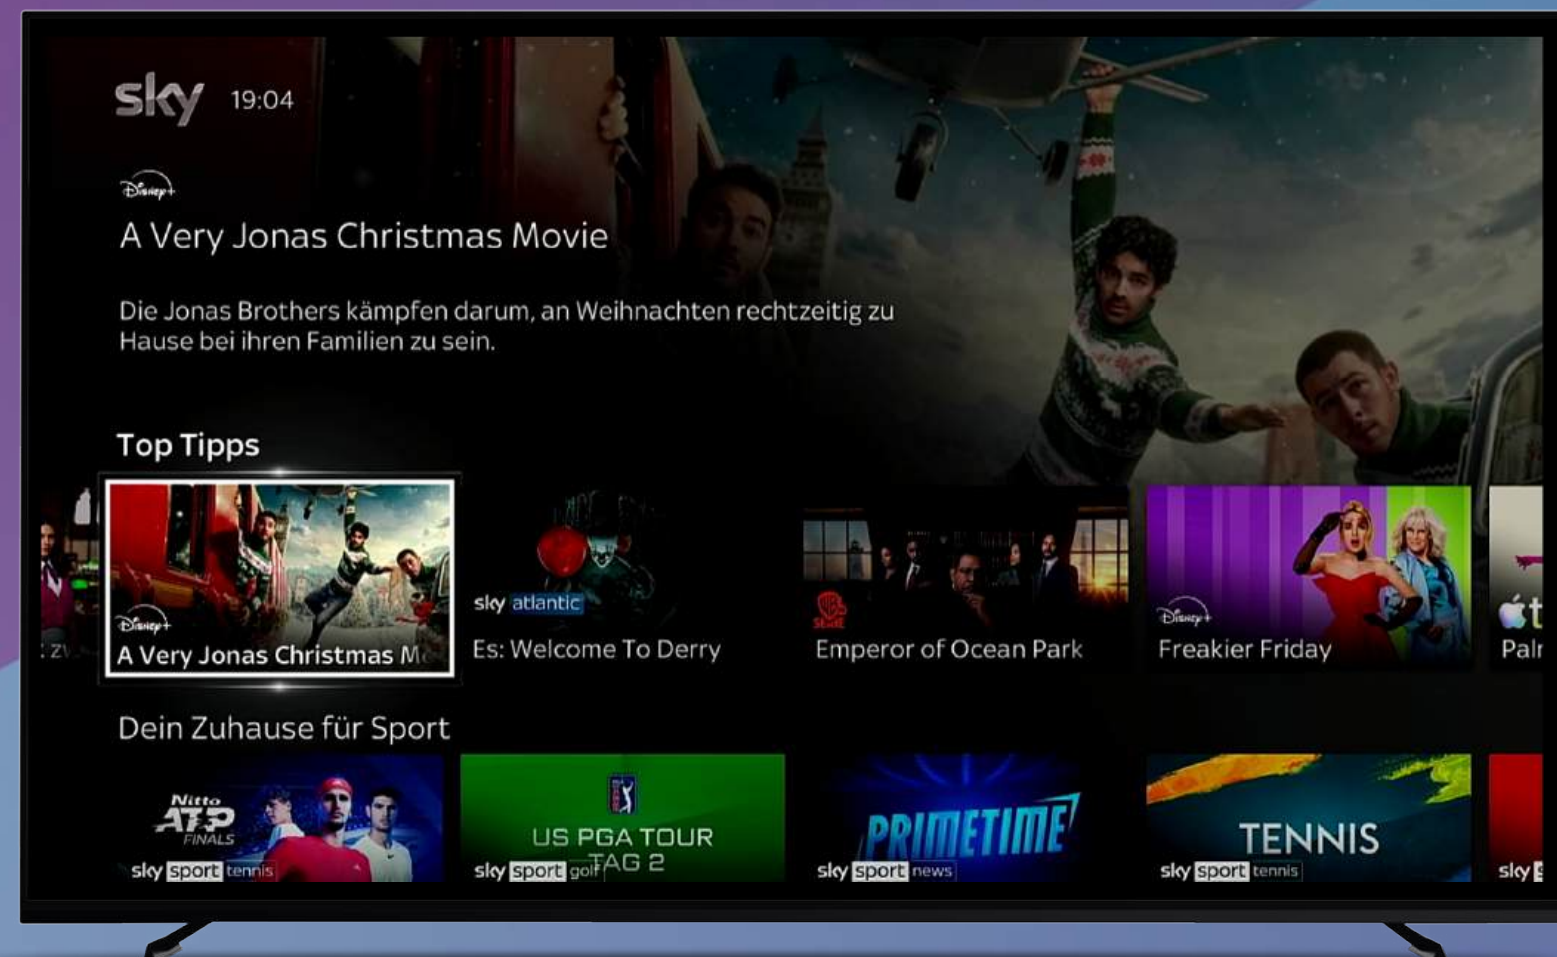 sky 19:04
Disney+
A Very Jonas Christmas Movie
Die Jonas Brothers kämpfen darum, an Weihnachten rechtzeitig zu
Hause bei ihren Familien zu sein.
Top Tipps
Disney+
A Very Jonas Christmas M
sky atlantic
Es: Welcome To Derry
Emperor of Ocean Park
Disney+
Freakier Friday
Dein Zuhause für Sport
Nitto
ATP
FINALS
sky sport tennis
US PGA TOUR
TAG 2
sky sport golf
PRIMETIME
sky sport news
TENNIS
sky sport tennis
sky